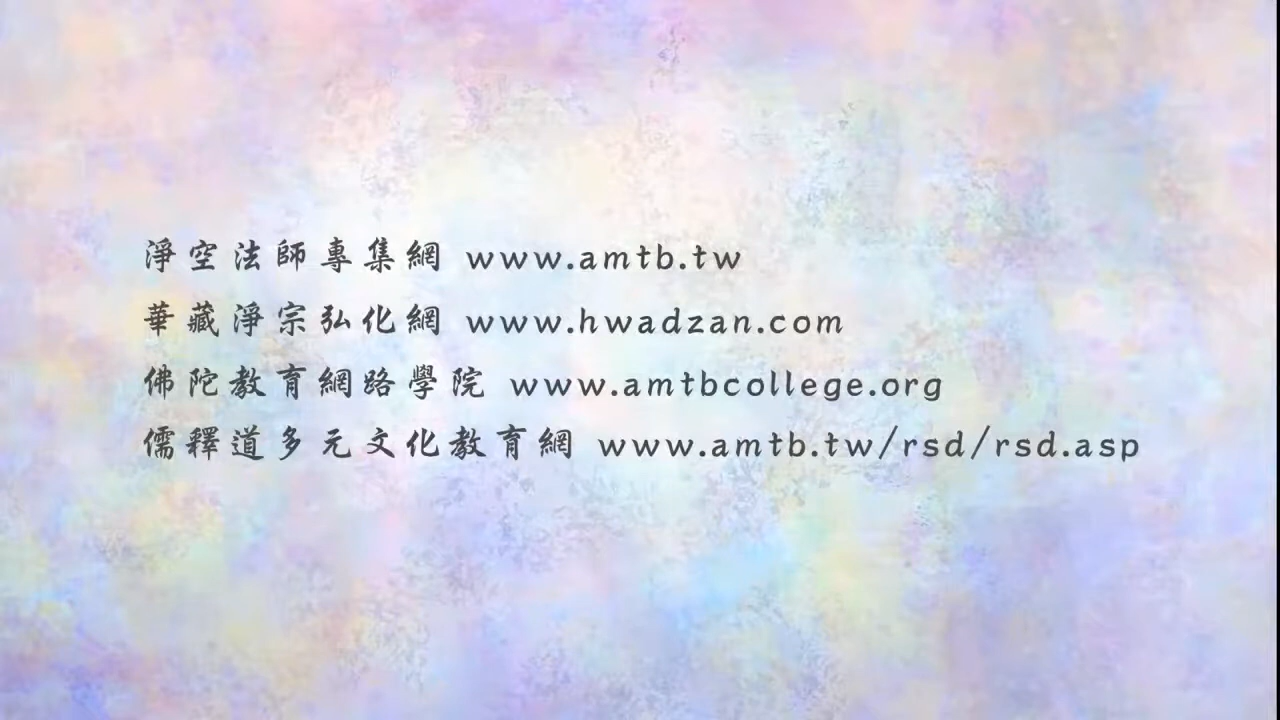 淨空法師專集網 www.amtb.tw
華藏淨宗弘化網 www.hwadzan.com
佛陀教育網路學院 www.amtbcollege.org
儒釋道多元文化教育網 www.amtb.tw/rsd/rsd.asp